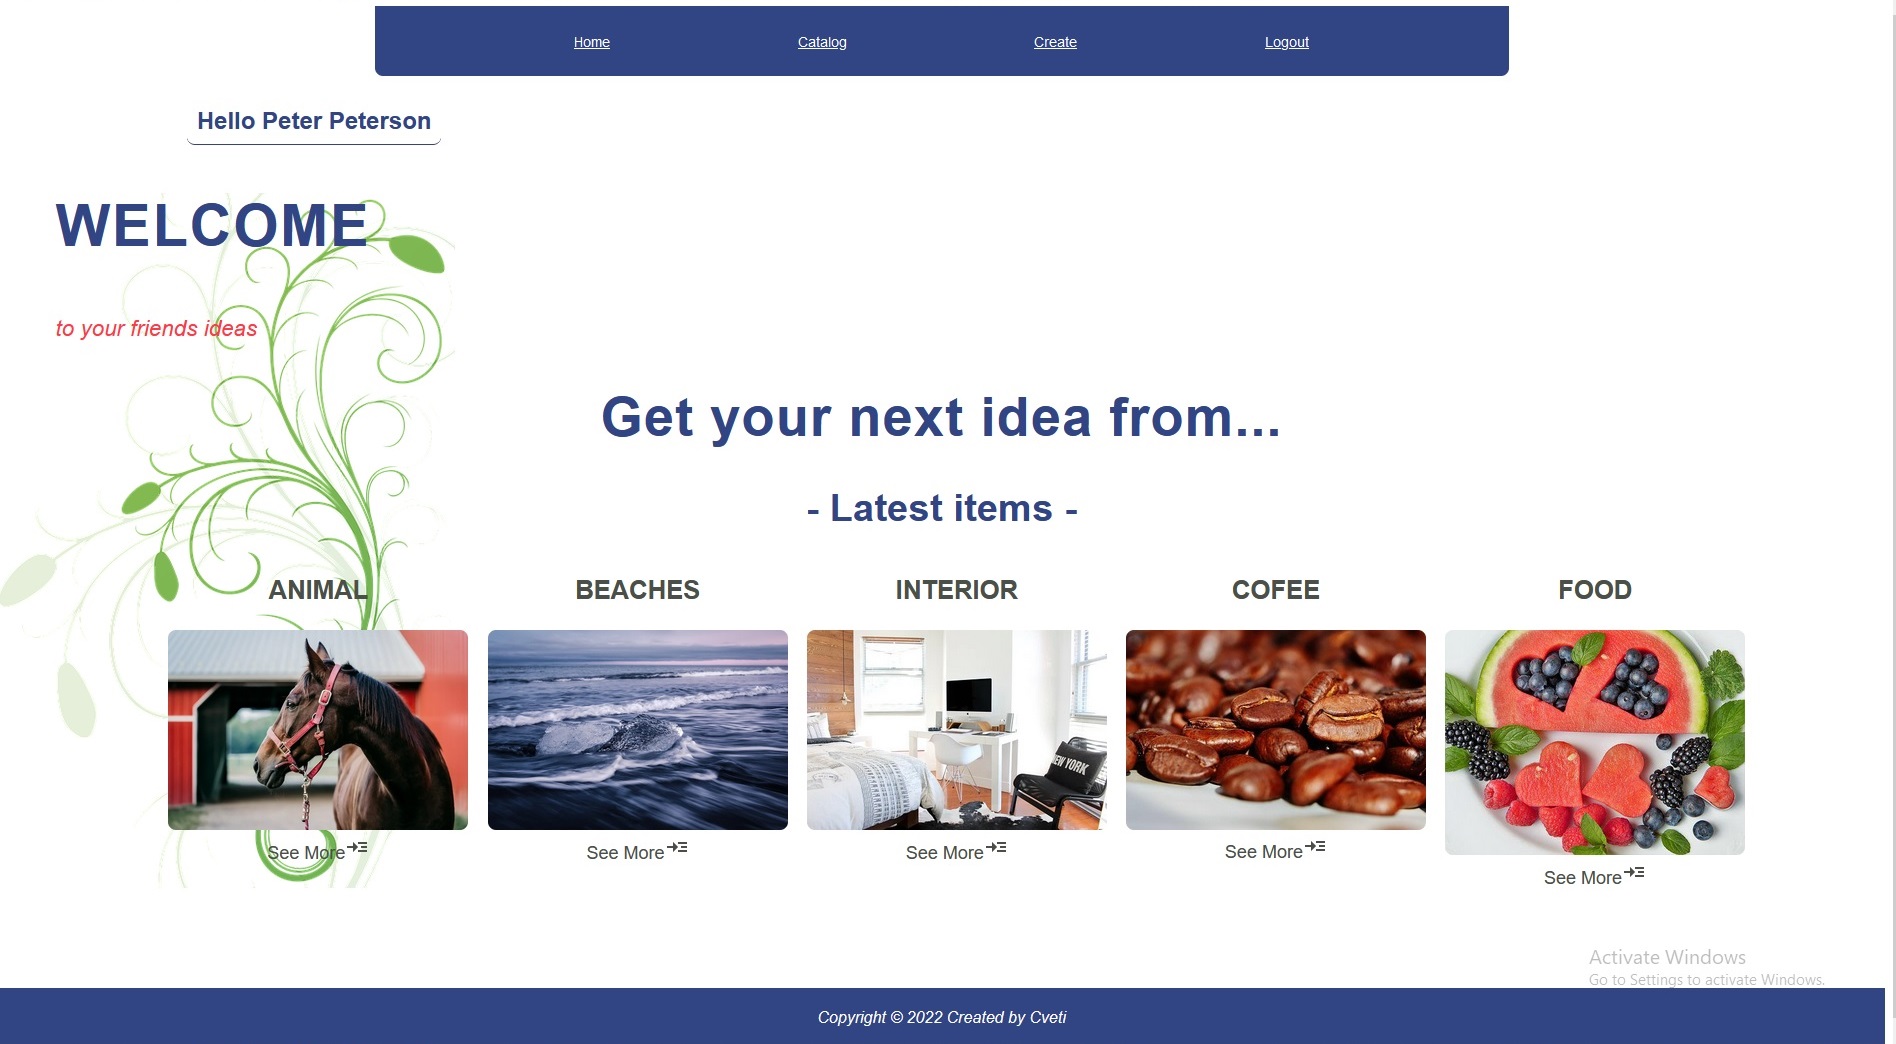 Home Catalog Create Logout
Hello Peter Peterson
WELCOME
to your friends ideas
Get your next idea from...
- Latest items -
ANIMAL BEACHES INTERIOR COFEE FOOD
NEW YORK
See More See More See More See More See More
Activate Windows
Go to Settings to activate Windows.
Copyright © 2022 Created by Cveti